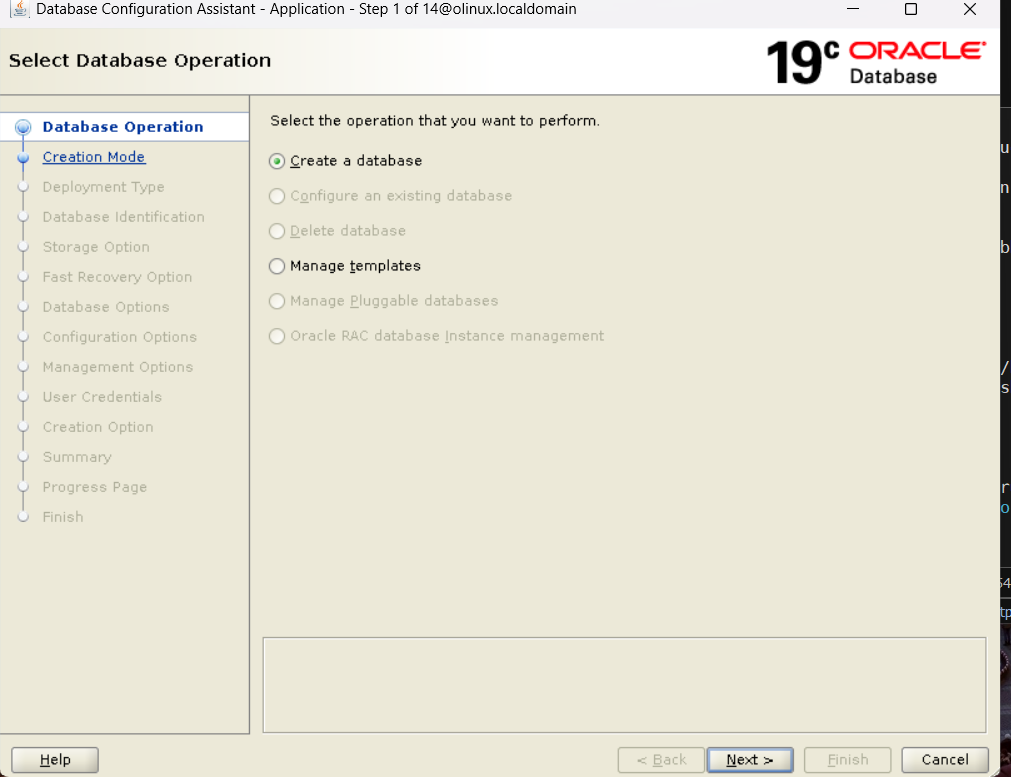 Database Configuration Assistant - Application - Step 1 of 14@olinux.localdomain
Select Database Operation
19c ORACLE
Database
Database Operation
Creation Mode
Deployment Type
Database Identification
Storage Option
Fast Recovery Option
Database Options
Configuration Options
Management Options
User Credentials
Creation Option
Summary
Progress Page
Finish
Select the operation that you want to perform.
Create a database
Configure an existing database
Delete database
Manage templates
Manage Pluggable databases
Oracle RAC database Instance management
Help
< Back
Next >
Finish
Cancel